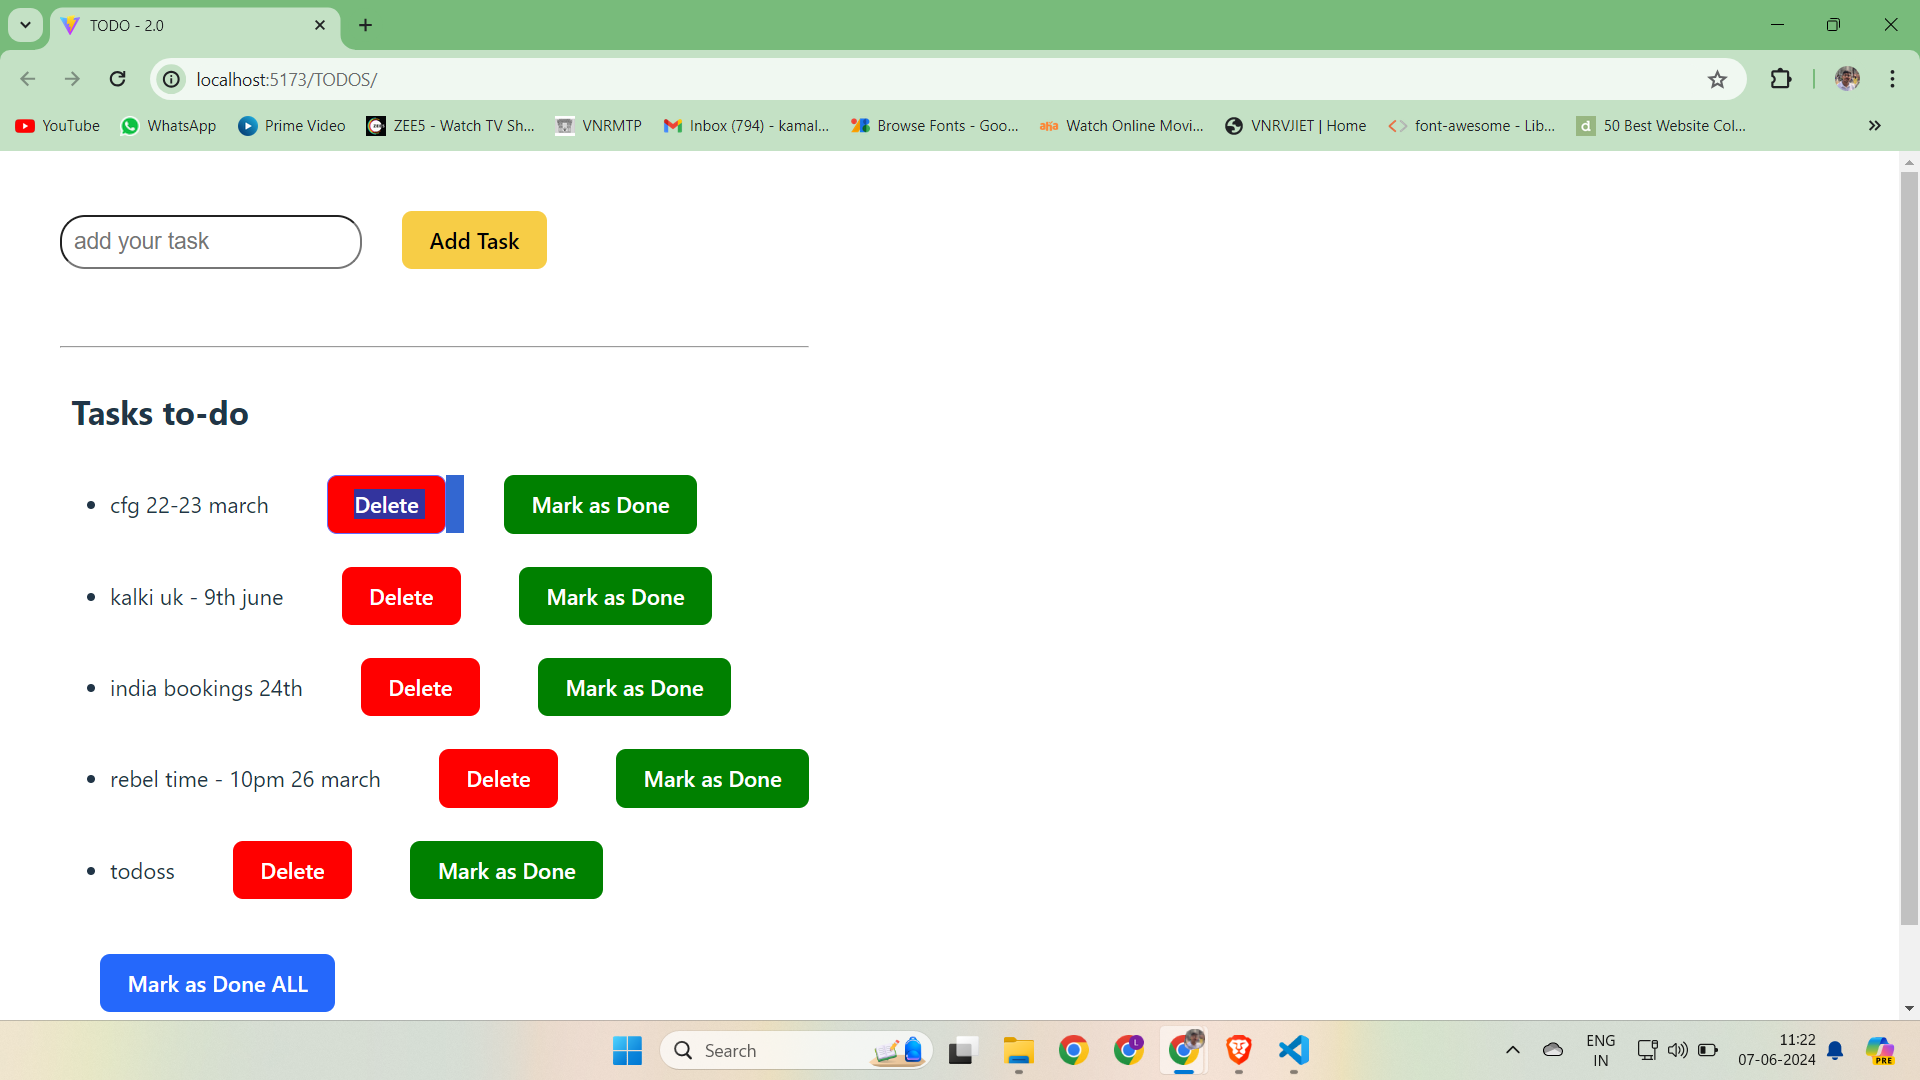 TODO - 2.0
localhost:5173/TODOS/
YouTube WhatsApp Prime Video ZEE5 - Watch TV Sh... VNRMTP Inbox (794) - kamal... Browse Fonts - Goo... aha Watch Online Movi... VNRVJIET | Home font-awesome - Lib... d 50 Best Website Col...
add your task Add Task
Tasks to-do
cfg 22-23 march Delete Mark as Done
kalki uk - 9th june Delete Mark as Done
india bookings 24th Delete Mark as Done
rebel time - 10pm 26 march Delete Mark as Done
todoss Delete Mark as Done
Mark as Done ALL
Search L ENG 11:22
IN 07-06-2024 PRE